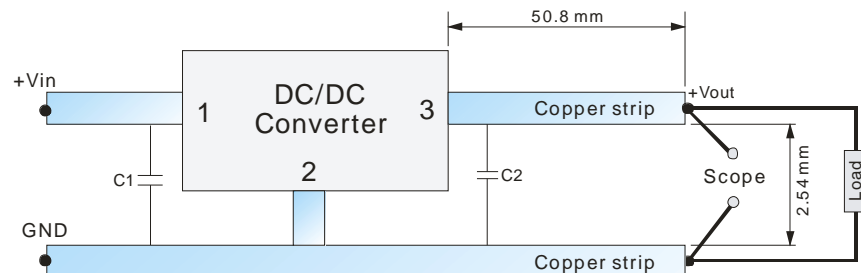 50.8 mm
+Vin
DC/DC
Converter
1
3
2
Copper strip
+Vout
C1
C2
Scope
2.54 mm
Load
GND
Copper strip